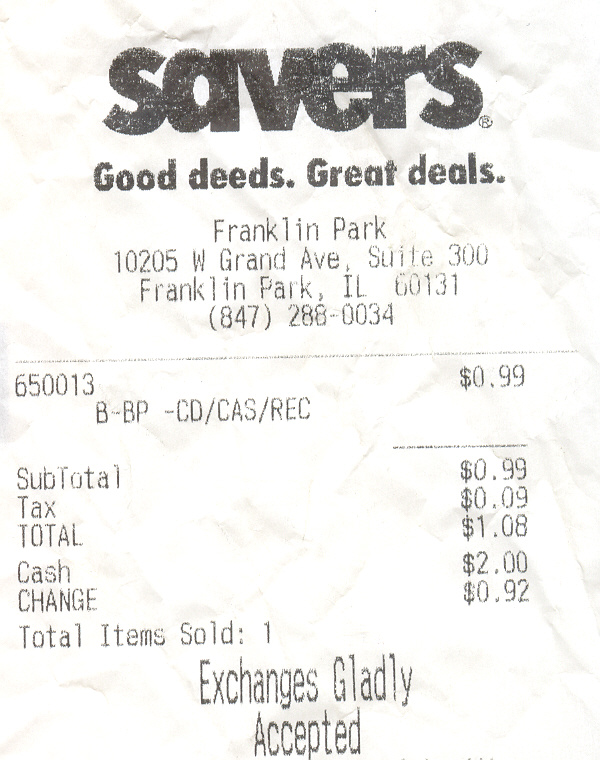 savers®
Good deeds. Great deals.
Franklin Park
10205 W Grand Ave, Suite 300
Franklin Park, IL 60131
(847) 288-0034
650013 $0.99
B-BP -CD/CAS/REC
SubTotal $0.99
Tax $0.09
TOTAL $1.08
Cash $2.00
CHANGE $0.92
Total Items Sold: 1
Exchanges Gladly
Accepted